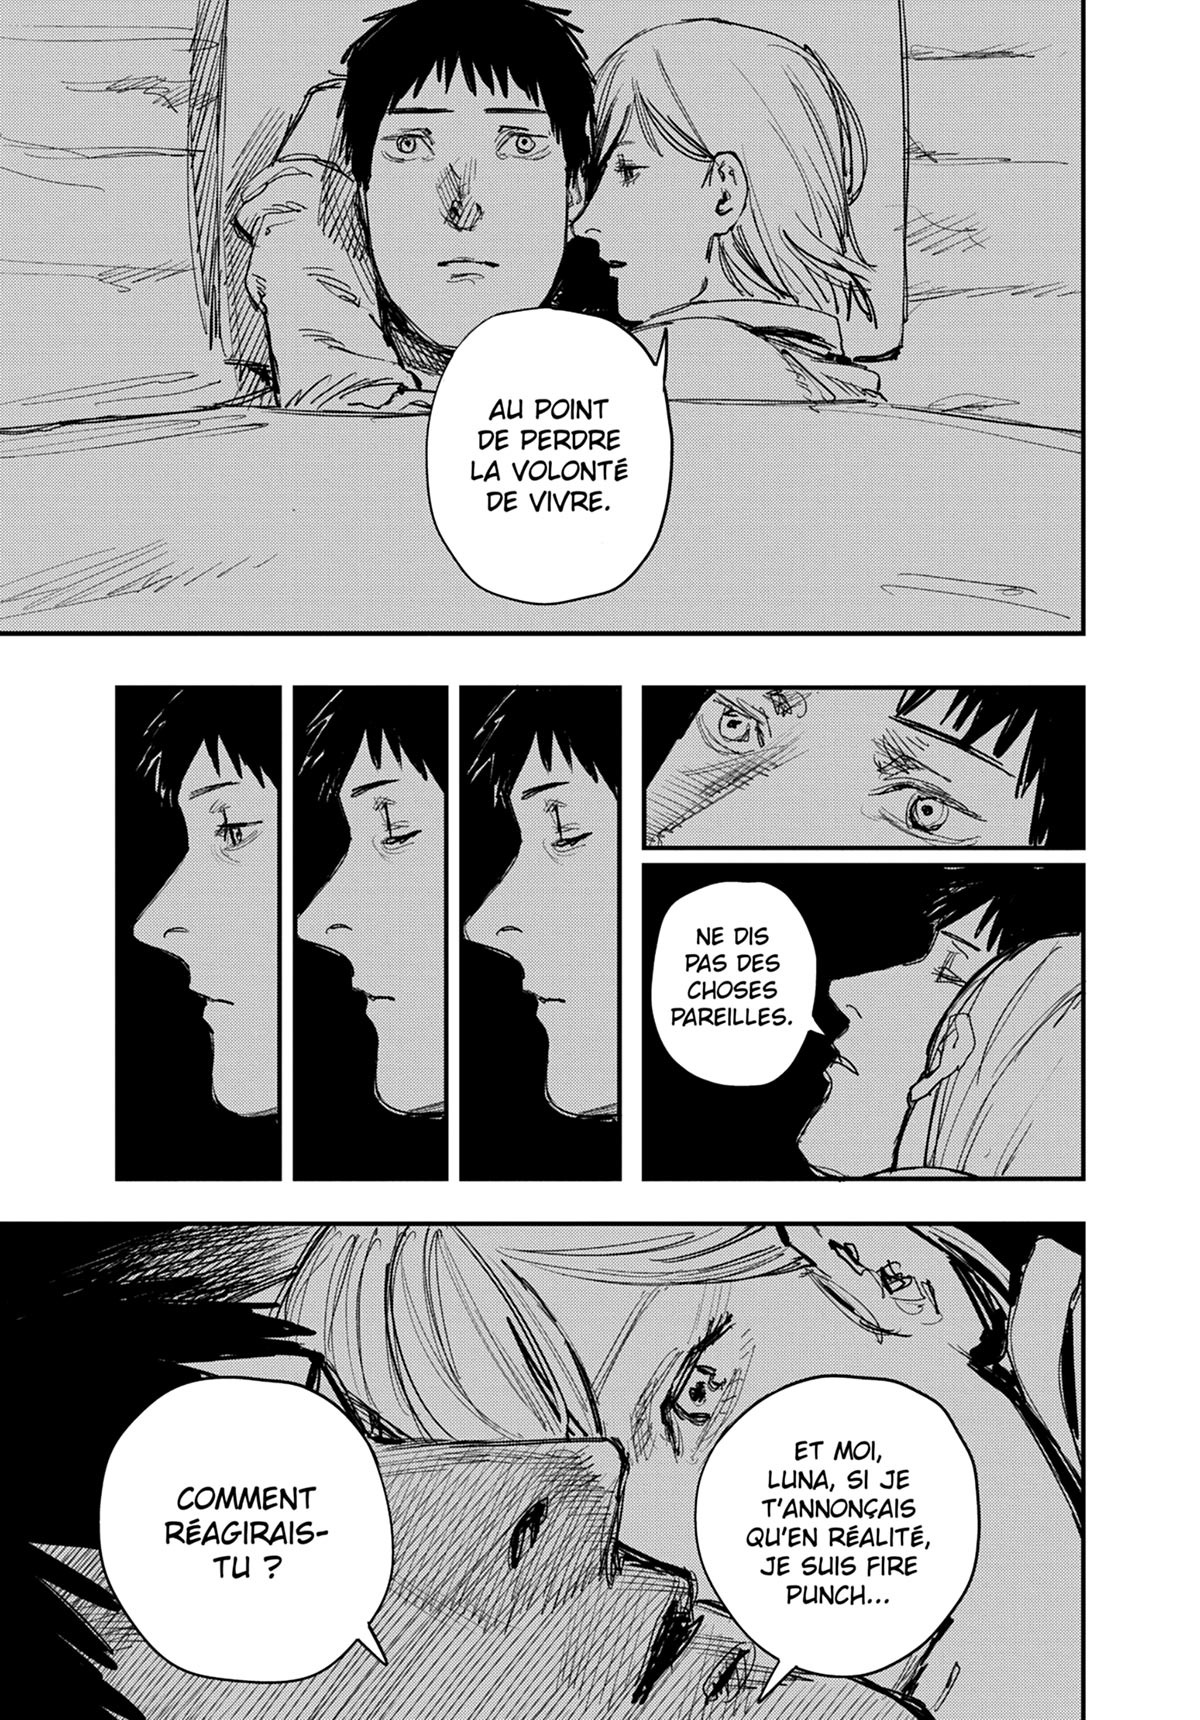 AU POINT
DE PERDRE
LA VOLONTÉ
DE VIVRE.
NE DIS
PAS DES
CHOSES
PAREILLES.
ET MOI,
LUNA, SI JE
T'ANNONÇAIS
QU'EN RÉALITÉ,
JE SUIS FIRE
PUNCH...
COMMENT
RÉAGIRAIS-
TU ?